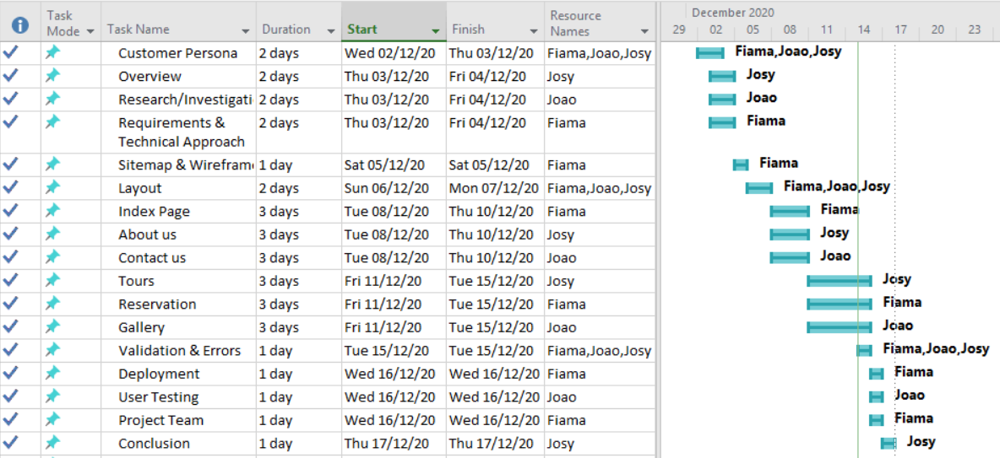 Task Mode Task Name Duration Start Finish Resource Names
December 2020
29 02 05 08 11 14 17 20 23
Customer Persona 2 days Wed 02/12/20 Thu 03/12/20 Fiama,Joao,Josy Fiama,Joao,Josy
Overview 2 days Thu 03/12/20 Fri 04/12/20 Josy Josy
Research/Investigati 2 days Thu 03/12/20 Fri 04/12/20 Joao Joao
Requirements & 2 days Thu 03/12/20 Fri 04/12/20 Fiama Fiama
Technical Approach
Sitemap & Wirefram 1 day Sat 05/12/20 Sat 05/12/20 Fiama Fiama
Layout 2 days Sun 06/12/20 Mon 07/12/20 Fiama,Joao,Josy Fiama,Joao,Josy
Index Page 3 days Tue 08/12/20 Thu 10/12/20 Fiama Fiama
About us 3 days Tue 08/12/20 Thu 10/12/20 Josy Josy
Contact us 3 days Tue 08/12/20 Thu 10/12/20 Joao Joao
Tours 3 days Fri 11/12/20 Tue 15/12/20 Josy Josy
Reservation 3 days Fri 11/12/20 Tue 15/12/20 Fiama Fiama
Gallery 3 days Fri 11/12/20 Tue 15/12/20 Joao Joao
Validation & Errors 1 day Tue 15/12/20 Tue 15/12/20 Fiama,Joao,Josy Fiama,Joao,Josy
Deployment 1 day Wed 16/12/20 Wed 16/12/20 Fiama Fiama
User Testing 1 day Wed 16/12/20 Wed 16/12/20 Joao Joao
Project Team 1 day Wed 16/12/20 Wed 16/12/20 Fiama Fiama
Conclusion 1 day Thu 17/12/20 Thu 17/12/20 Josy Josy